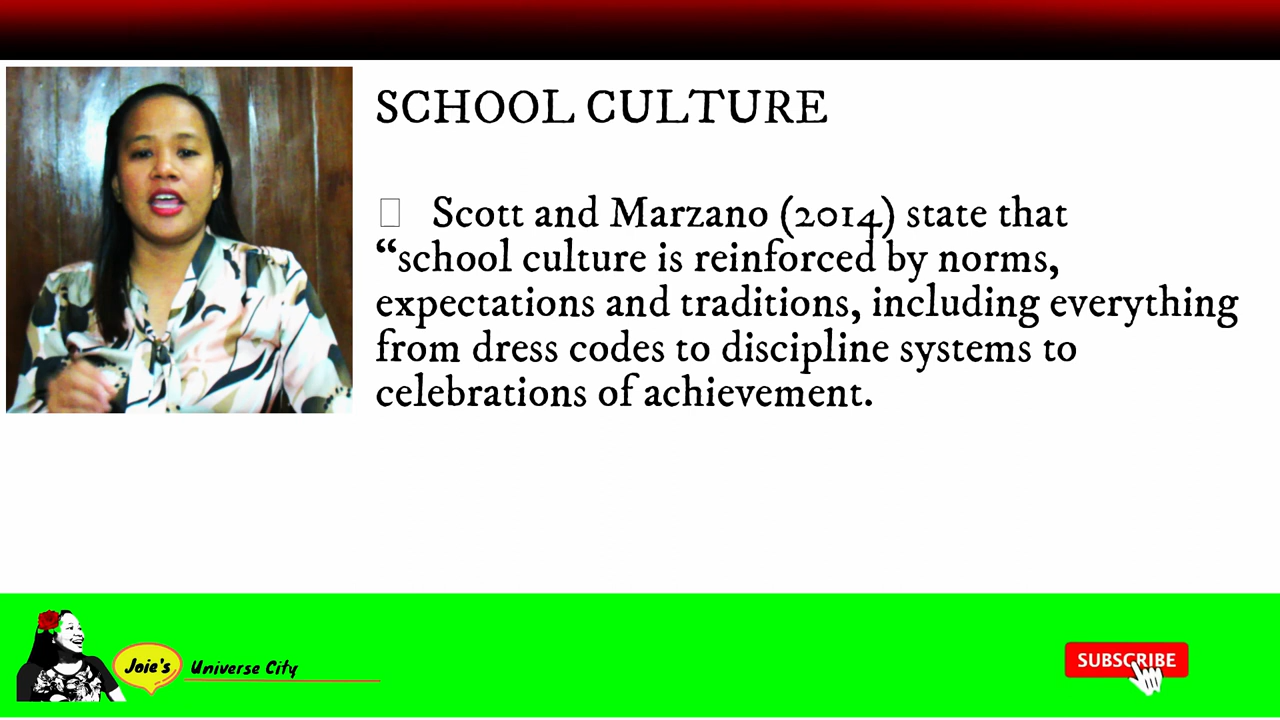 SCHOOL CULTURE
Scott and Marzano (2014) state that
“school culture is reinforced by norms,
expectations and traditions, including everything
from dress codes to discipline systems to
celebrations of achievement.
Joie's Universe City
SUBSCRIBE